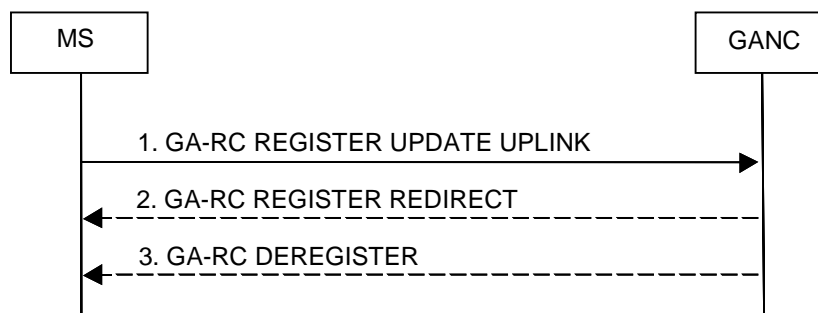 MS
GANC
1. GA-RC REGISTER UPDATE UPLINK
2. GA-RC REGISTER REDIRECT
3. GA-RC DEREGISTER